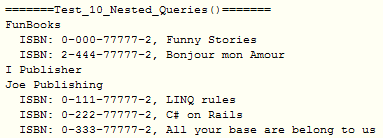 =======Test_10_Nested_Queries()=======
FunBooks
  ISBN: 0-000-77777-2, Funny Stories
  ISBN: 2-444-77777-2, Bonjour mon Amour
I Publisher
Joe Publishing
  ISBN: 0-111-77777-2, LINQ rules
  ISBN: 0-222-77777-2, C# on Rails
  ISBN: 0-333-77777-2, All your base are belong to us